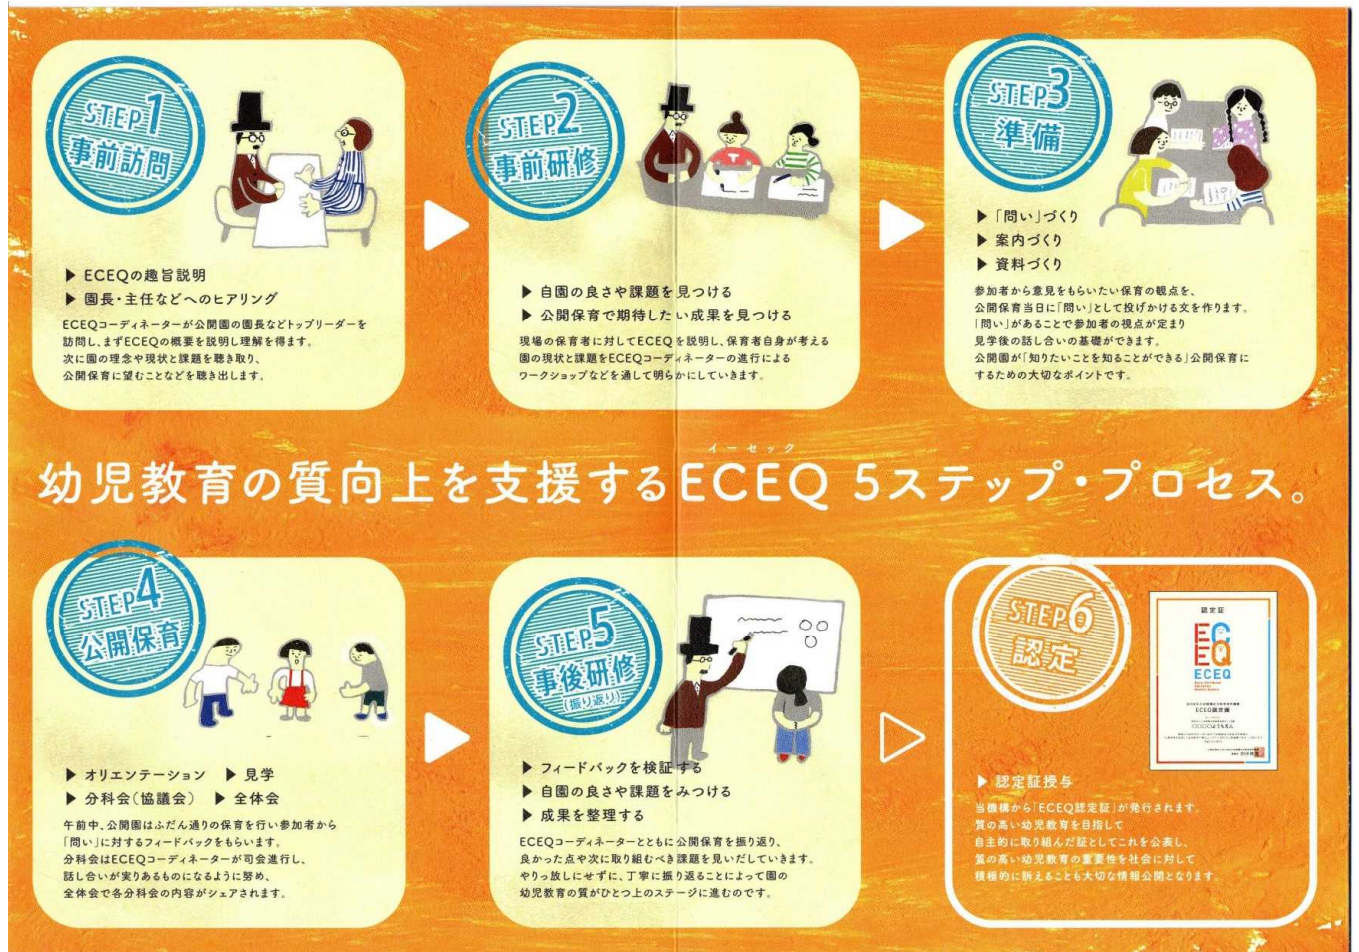 STEP1
事前訪問
▶ ECEQの趣旨説明
▶ 園長・主任などへのヒアリング
ECEQコーディネーターが公開園の園長などトップリーダーを
訪問し、まずECEQの概要を説明し理解を得ます。
次に園の理念や現状と課題を聴き取り、
公開保育に望むことなどを聴き出します。
STEP2
事前研修
▶ 自園の良さや課題を見つける
▶ 公開保育で期待したい成果を見つける
現場の保育者に対してECEQを説明し、保育者自身が考える
園の現状と課題をECEQコーディネーターの進行による
ワークショップなどを通して明らかにしていきます。
STEP3
準備
▶ 「問い」づくり
▶ 案内づくり
▶ 資料づくり
参加者から意見をもらいたい保育の観点を、
公開保育当日に「問い」として投げかける文を作ります。
「問い」があることで参加者の視点が定まり
見学後の話し合いの基礎ができます。
公開園が「知りたいことを知ることができる」公開保育に
するための大切なポイントです。
イーセック
幼児教育の質向上を支援するECEQ 5ステップ・プロセス。
STEP4
公開保育
▶ オリエンテーション ▶ 見学
▶ 分科会（協議会） ▶ 全体会
午前中、公開園はふだん通りの保育を行い参加者から
「問い」に対するフィードバックをもらいます。
分科会はECEQコーディネーターが司会進行し、
話し合いが実りあるものになるように努め、
全体会で各分科会の内容がシェアされます。
STEP5
事後研修
（振り返り）
▶ フィードバックを検証する
▶ 自園の良さや課題をみつける
▶ 成果を整理する
ECEQコーディネーターとともに公開保育を振り返り、
良かった点や次に取り組むべき課題を見いだしていきます。
やりっ放しにせずに、丁寧に振り返ることによって園の
幼児教育の質がひとつ上のステージに進むのです。
STEP6
認定
認定証
EC
EQ
ECEQ
ECEQ認定園
〇〇〇〇ようちえん
▶ 認定証授与
当機構から「ECEQ認定証」が発行されます。
質の高い幼児教育を目指して
自主的に取り組んだ証としてこれを公表し、
質の高い幼児教育の重要性を社会に対して
積極的に訴えることも大切な情報公開となります。